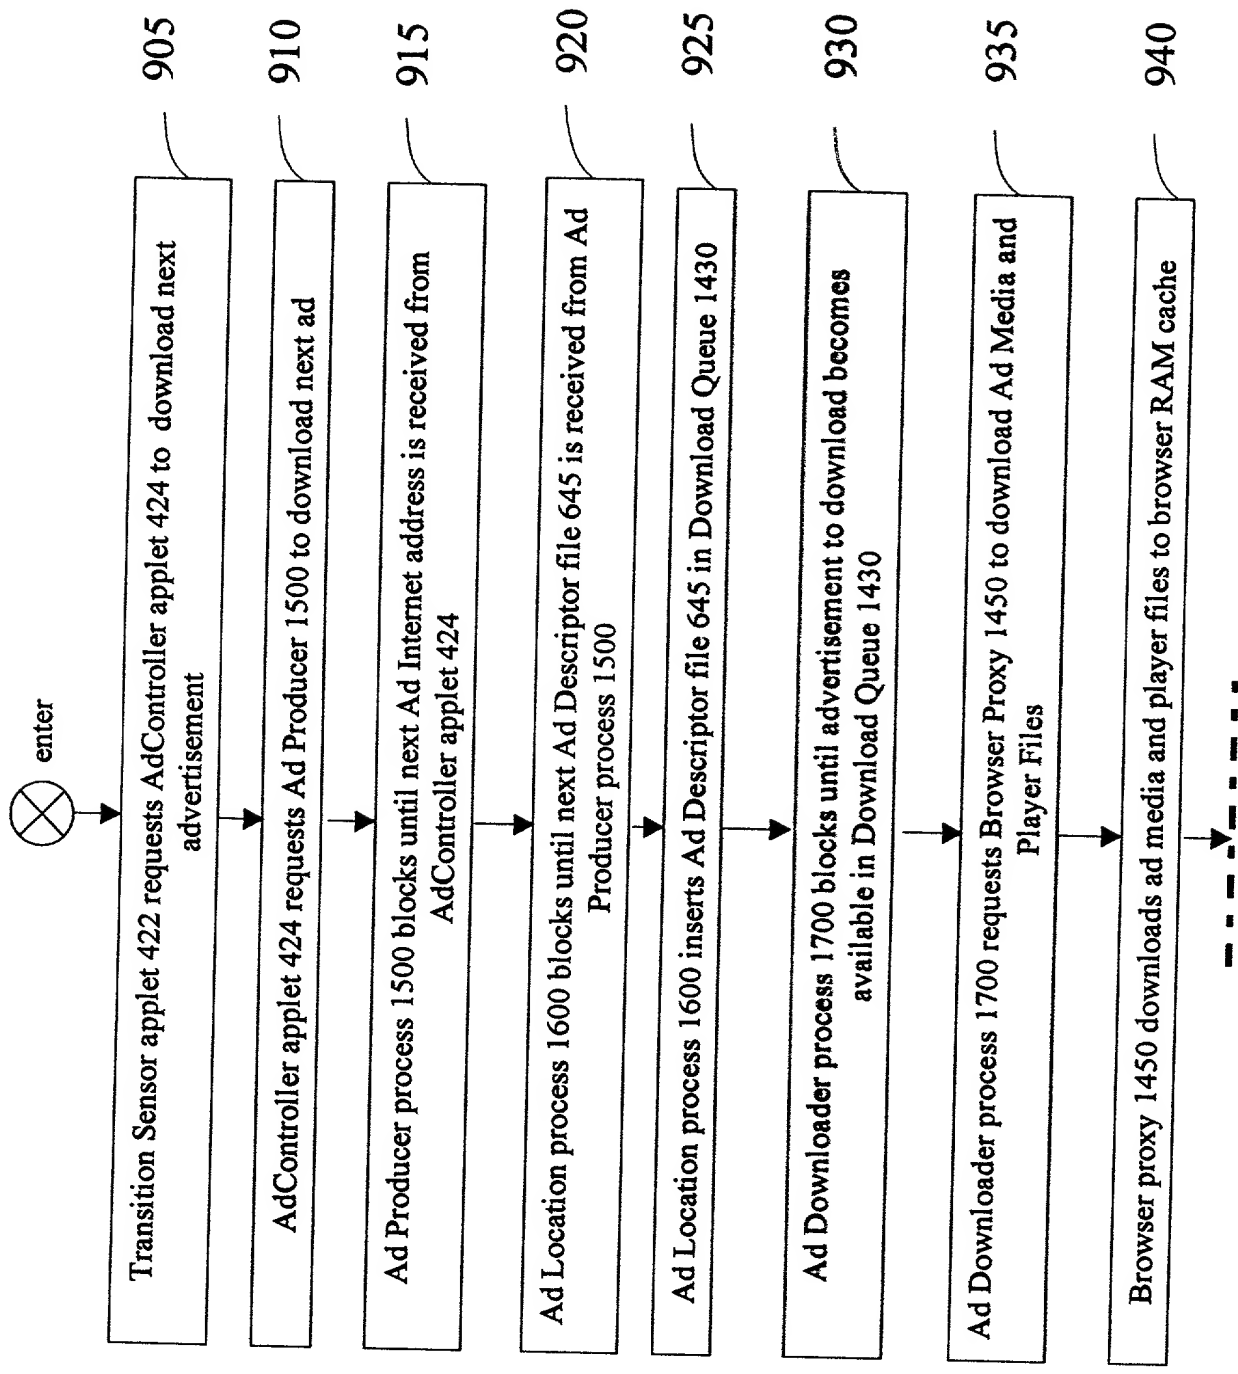 enter
Transition Sensor applet 422 requests AdController applet 424 to download next
advertisement
905
AdController applet 424 requests Ad Producer 1500 to download next ad
910
Ad Producer process 1500 blocks until next Ad Internet address is received from
AdController applet 424
915
Ad Location process 1600 blocks until next Ad Descriptor file 645 is received from Ad
Producer process 1500
920
Ad Location process 1600 inserts Ad Descriptor file 645 in Download Queue 1430
925
Ad Downloader process 1700 blocks until advertisement to download becomes
available in Download Queue 1430
930
Ad Downloader process 1700 requests Browser Proxy 1450 to download Ad Media and
Player Files
935
Browser proxy 1450 downloads ad media and player files to browser RAM cache
940